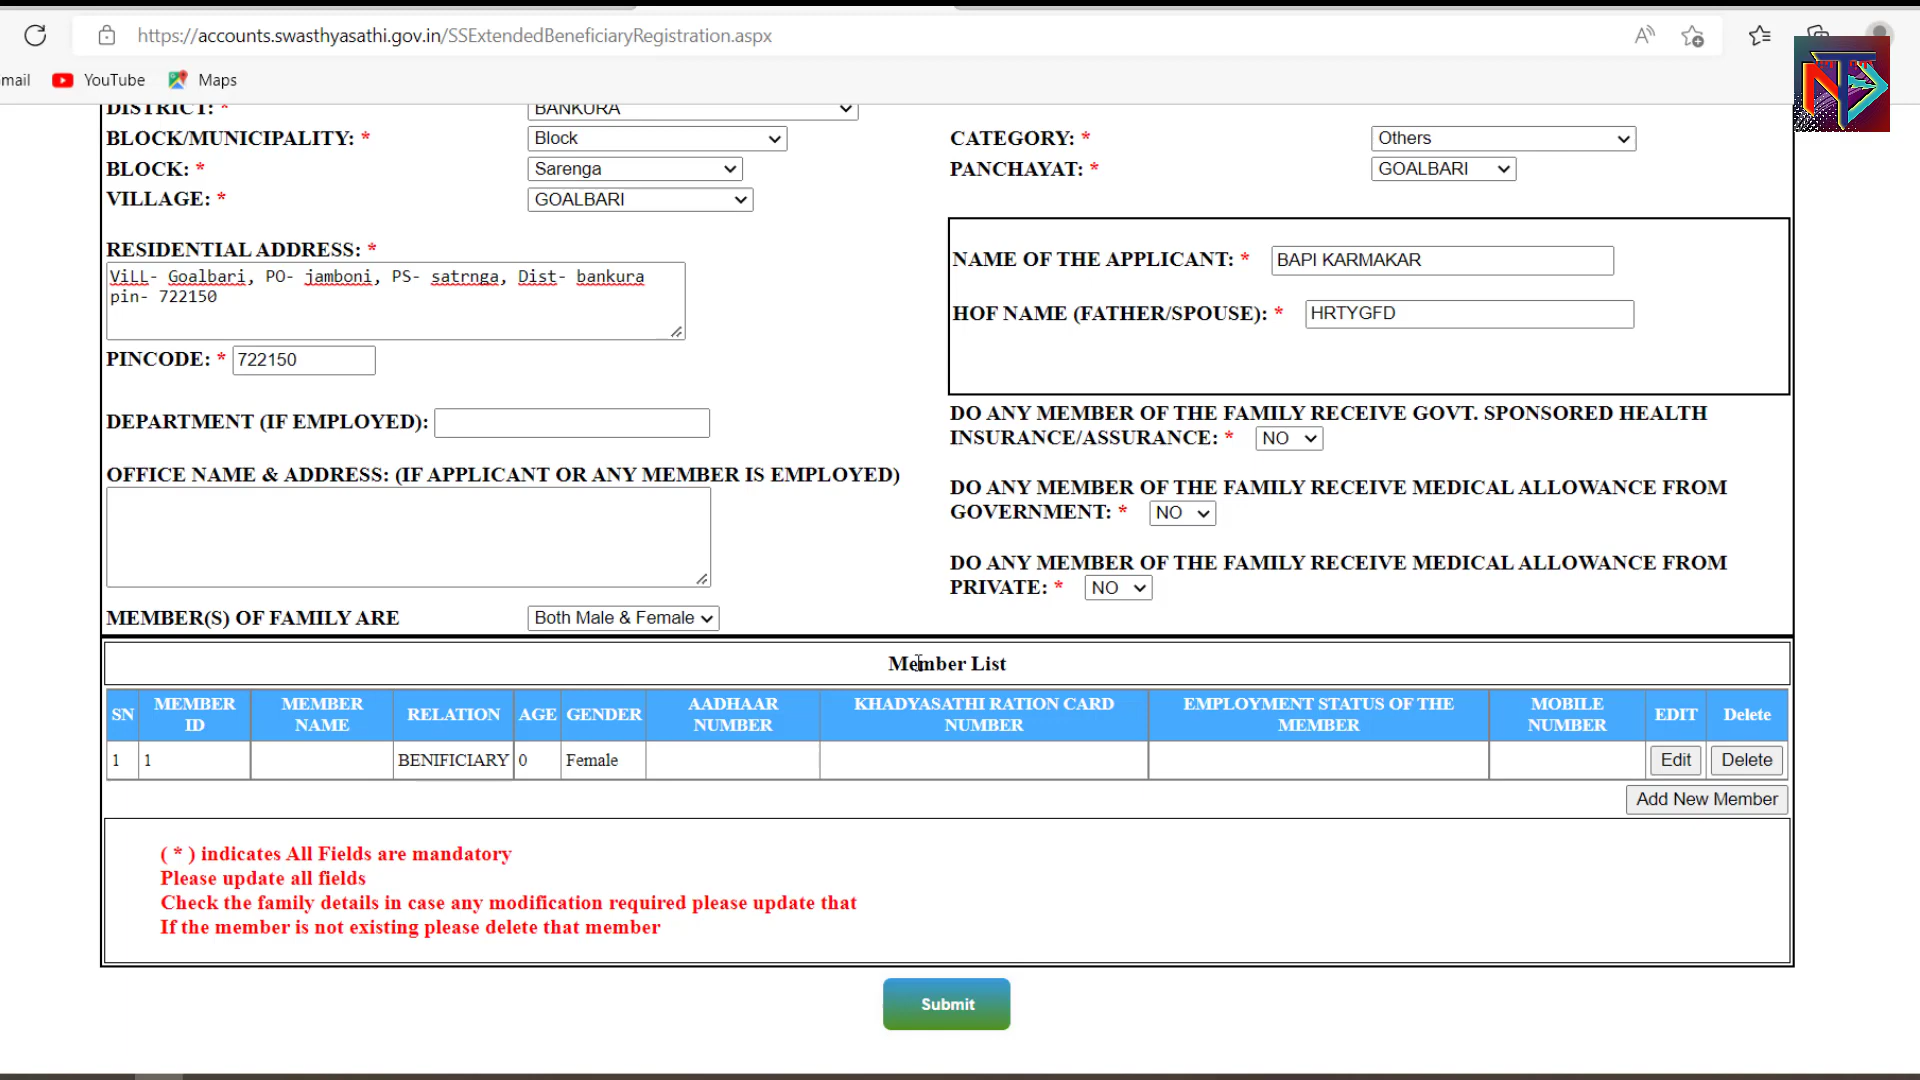 https://accounts.swasthyasathi.gov.in/SSExtendedBeneficiaryRegistration.aspx
mail YouTube Maps
DISTRICT: * BANKURA
BLOCK/MUNICIPALITY: * Block
CATEGORY: * Others
BLOCK: * Sarenga
PANCHAYAT: * GOALBARI
VILLAGE: * GOALBARI
RESIDENTIAL ADDRESS: *
ViLL- Goalbari, PO- jamboni, PS- satrnga, Dist- bankura
pin- 722150
PINCODE: * 722150
NAME OF THE APPLICANT: * BAPI KARMAKAR
HOF NAME (FATHER/SPOUSE): * HRTYGFD
DEPARTMENT (IF EMPLOYED):
OFFICE NAME & ADDRESS: (IF APPLICANT OR ANY MEMBER IS EMPLOYED)
DO ANY MEMBER OF THE FAMILY RECEIVE GOVT. SPONSORED HEALTH
INSURANCE/ASSURANCE: * NO
DO ANY MEMBER OF THE FAMILY RECEIVE MEDICAL ALLOWANCE FROM
GOVERNMENT: * NO
DO ANY MEMBER OF THE FAMILY RECEIVE MEDICAL ALLOWANCE FROM
PRIVATE: * NO
MEMBER(S) OF FAMILY ARE Both Male & Female
Member List
SN MEMBER ID MEMBER NAME RELATION AGE GENDER AADHAAR NUMBER KHADYASATHI RATION CARD NUMBER EMPLOYMENT STATUS OF THE MEMBER MOBILE NUMBER EDIT Delete
1 1 BENIFICIARY 0 Female Edit Delete
Add New Member
( * ) indicates All Fields are mandatory
Please update all fields
Check the family details in case any modification required please update that
If the member is not existing please delete that member
Submit